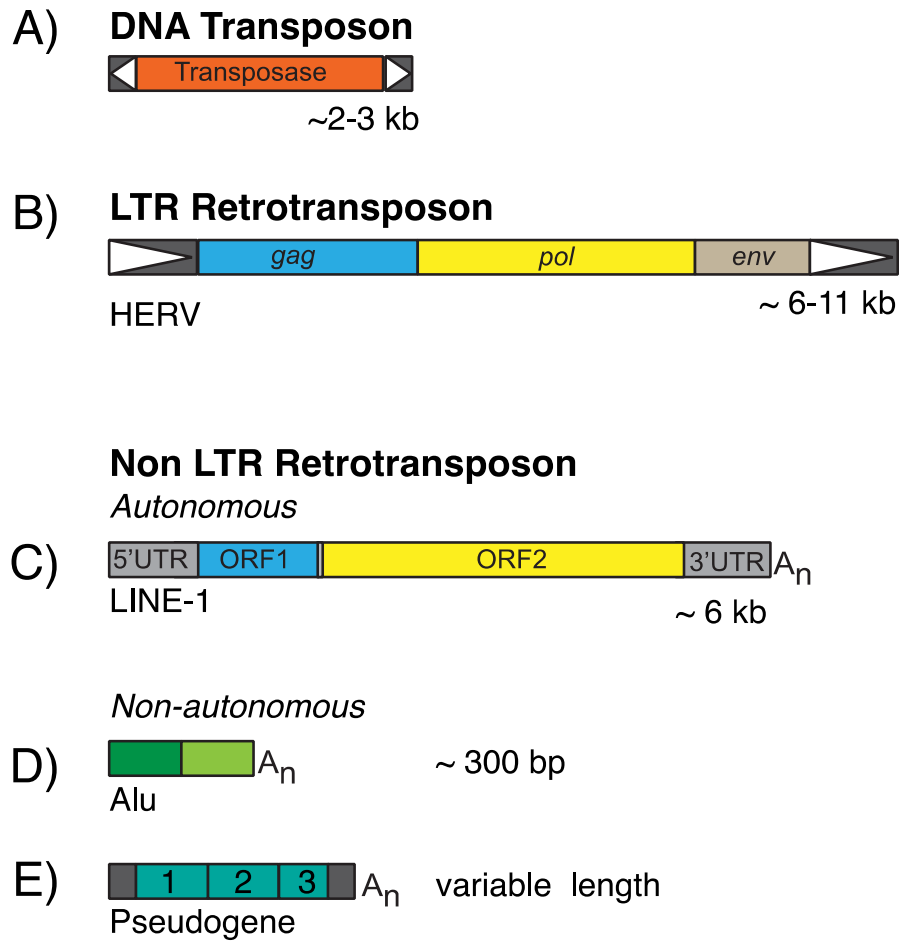 A) DNA Transposon
Transposase
~2-3 kb
B) LTR Retrotransposon
gag pol env
HERV ~ 6-11 kb
Non LTR Retrotransposon
Autonomous
C) 5'UTR ORF1 ORF2 3'UTR An
LINE-1 ~ 6 kb
Non-autonomous
D) An ~ 300 bp
Alu
E) 1 2 3 An variable length
Pseudogene